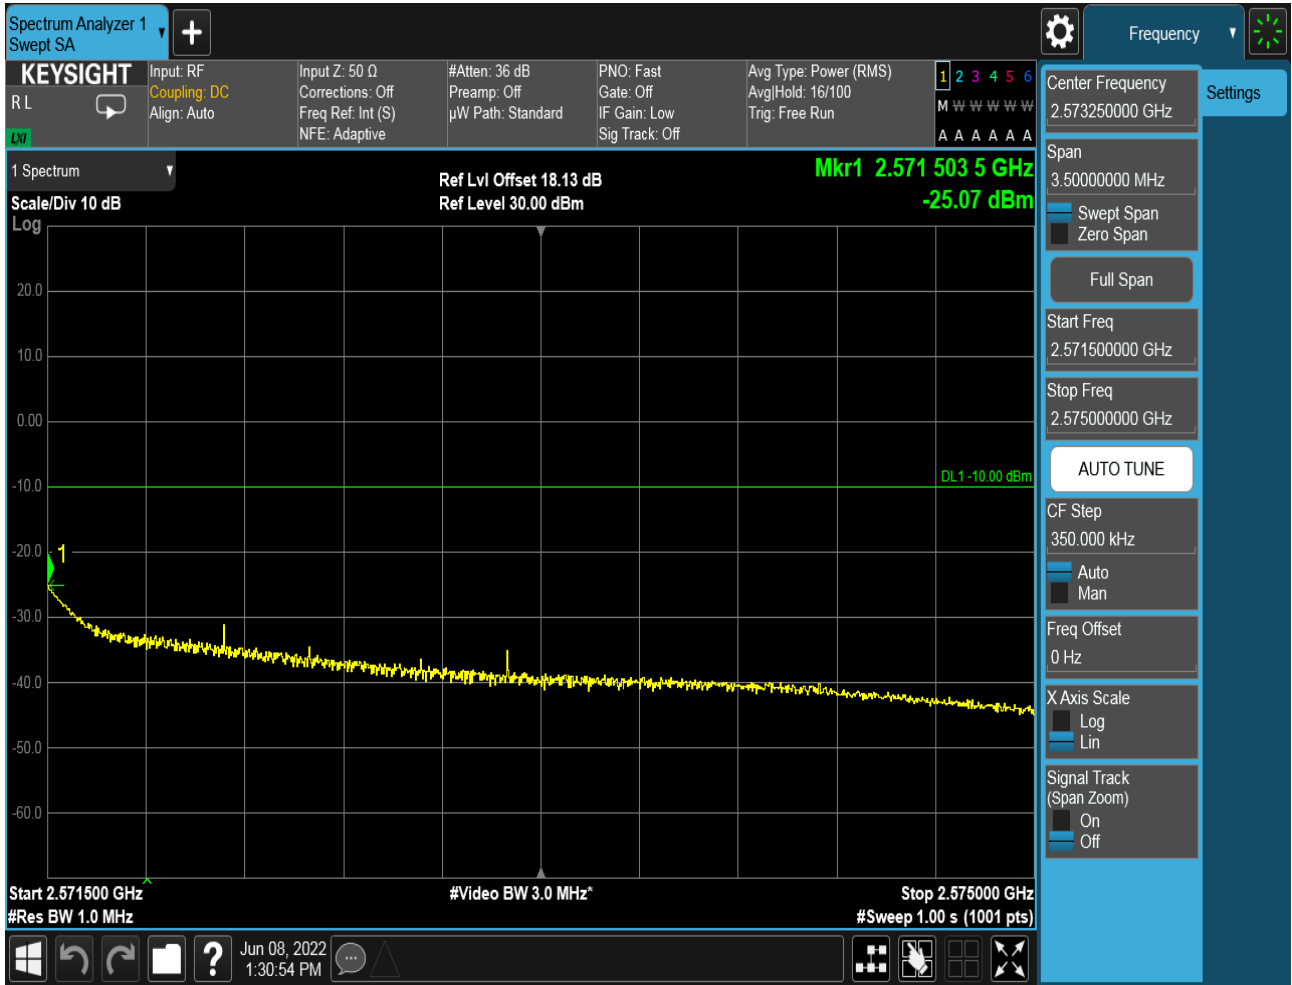 Spectrum Analyzer 1
Swept SA
+
Frequency
KEYSIGHT
R L
LXI
Input: RF
Coupling: DC
Align: Auto
Input Z: 50 Ω
Corrections: Off
Freq Ref: Int (S)
NFE: Adaptive
#Atten: 36 dB
Preamp: Off
µW Path: Standard
PNO: Fast
Gate: Off
IF Gain: Low
Sig Track: Off
Avg Type: Power (RMS)
Avg|Hold: 16/100
Trig: Free Run
1 2 3 4 5 6
M W W W W W
A A A A A A
1 Spectrum
Scale/Div 10 dB
Log
Ref Lvl Offset 18.13 dB
Ref Level 30.00 dBm
Mkr1 2.571 503 5 GHz
-25.07 dBm
20.0
10.0
0.00
-10.0
-20.0
-30.0
-40.0
-50.0
-60.0
DL1 -10.00 dBm
1
Start 2.571500 GHz
#Res BW 1.0 MHz
#Video BW 3.0 MHz*
Stop 2.575000 GHz
#Sweep 1.00 s (1001 pts)
Center Frequency
2.573250000 GHz
Settings
Span
3.50000000 MHz
Swept Span
Zero Span
Full Span
Start Freq
2.571500000 GHz
Stop Freq
2.575000000 GHz
AUTO TUNE
CF Step
350.000 kHz
Auto
Man
Freq Offset
0 Hz
X Axis Scale
Log
Lin
Signal Track
(Span Zoom)
On
Off
?
Jun 08, 2022
1:30:54 PM